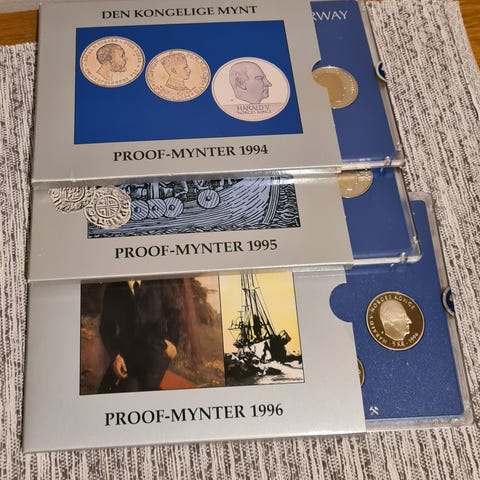 DEN KONGELIGE MYNT
RWAY
HARALD V
NORGES KONGE
PROOF-MYNTER 1994
PROOF-MYNTER 1995
HARALD V NORGES KONGE
5 KR
1996
PROOF-MYNTER 1996